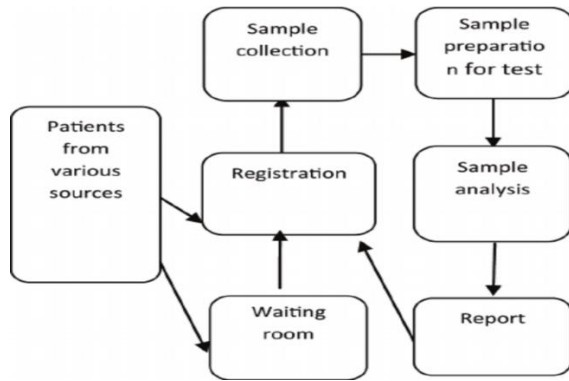 Sample
collection
Sample
preparatio
n for test
Patients
from
various
sources
Registration
Sample
analysis
Waiting
room
Report